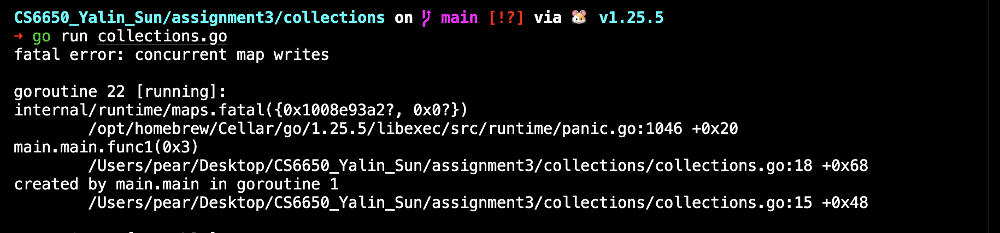 CS6650_Yalin_Sun/assignment3/collections on main [!?] via 🐹 v1.25.5
→ go run collections.go
fatal error: concurrent map writes
goroutine 22 [running]:
internal/runtime/maps.fatal({0x1008e93a2?, 0x0?})
/opt/homebrew/Cellar/go/1.25.5/libexec/src/runtime/panic.go:1046 +0x20
main.main.func1(0x3)
/Users/pear/Desktop/CS6650_Yalin_Sun/assignment3/collections/collections.go:18 +0x68
created by main.main in goroutine 1
/Users/pear/Desktop/CS6650_Yalin_Sun/assignment3/collections/collections.go:15 +0x48